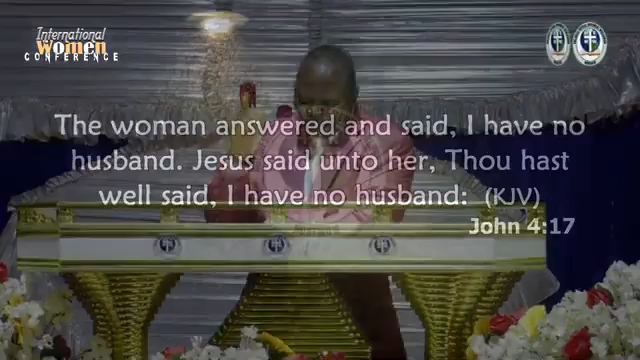 International
women
CONFERENCE
The woman answered and said, I have no
husband. Jesus said unto her, Thou hast
well said, I have no husband: (KJV)
John 4:17